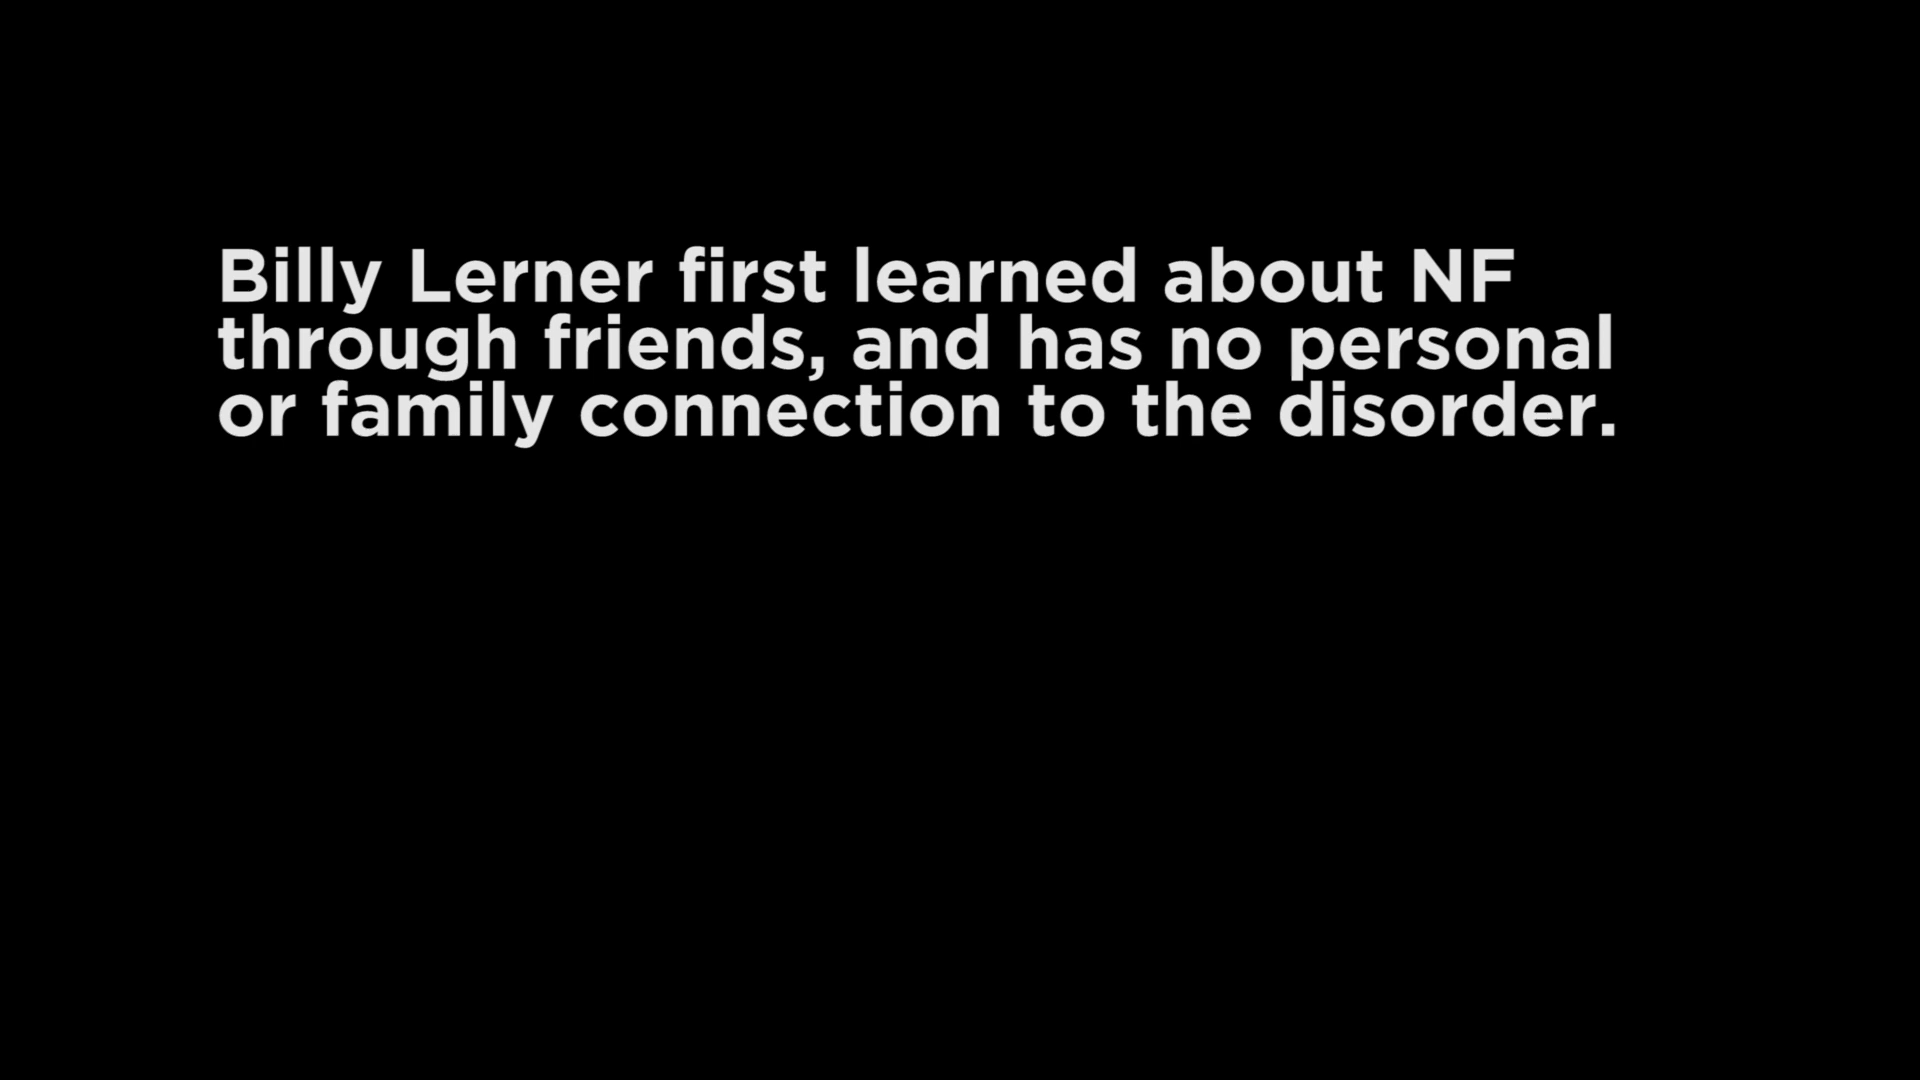 Billy Lerner first learned about NF
through friends, and has no personal
or family connection to the disorder.